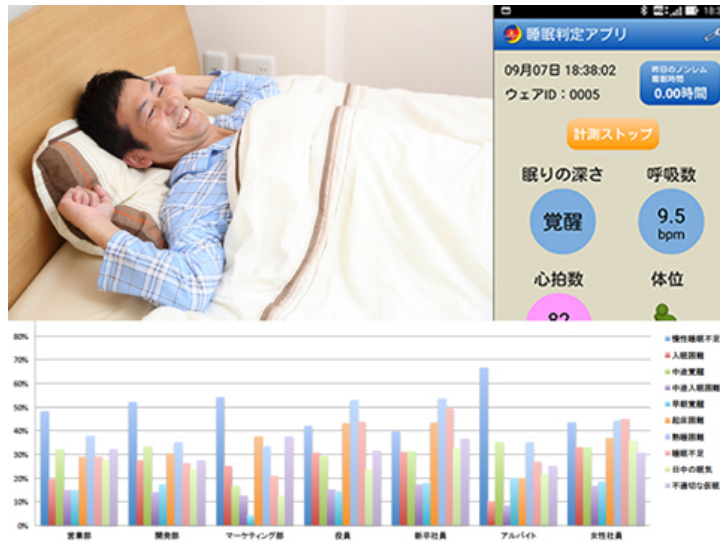 睡眠判定アプリ
09月07日 18:38:02
ウェアID：0005
昨日のノンレム
睡眠時間
0.00時間
計測ストップ
眠りの深さ 呼吸数
覚醒 9.5
bpm
心拍数 体位
82
80%
70%
60%
50%
40%
30%
20%
10%
0%
慢性睡眠不足
入眠困難
中途覚醒
中途入眠困難
早朝覚醒
起床困難
熟睡困難
睡眠不足
日中の眠気
不適切な仮眠
営業部 開発部 マーケティング部 役員 新卒社員 アルバイト 女性社員